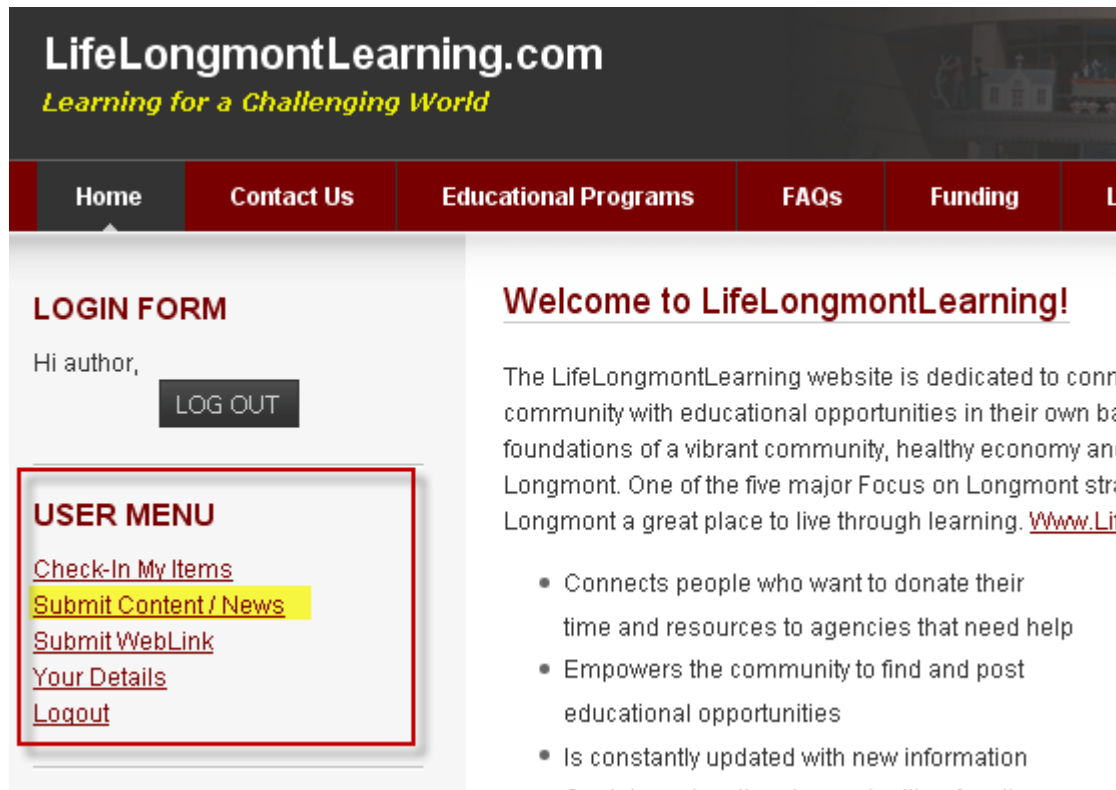 LifeLongmontLearning.com
Learning for a Challenging World
Home Contact Us Educational Programs FAQs Funding
LOGIN FORM
Hi author,
LOG OUT
USER MENU
Check-In My Items
Submit Content / News
Submit WebLink
Your Details
Logout
Welcome to LifeLongmontLearning!
The LifeLongmontLearning website is dedicated to
community with educational opportunities in their own
foundations of a vibrant community, healthy economy
Longmont. One of the five major Focus on Longmont
Longmont a great place to live through learning.
Connects people who want to donate their
time and resources to agencies that need help
Empowers the community to find and post
educational opportunities
Is constantly updated with new information